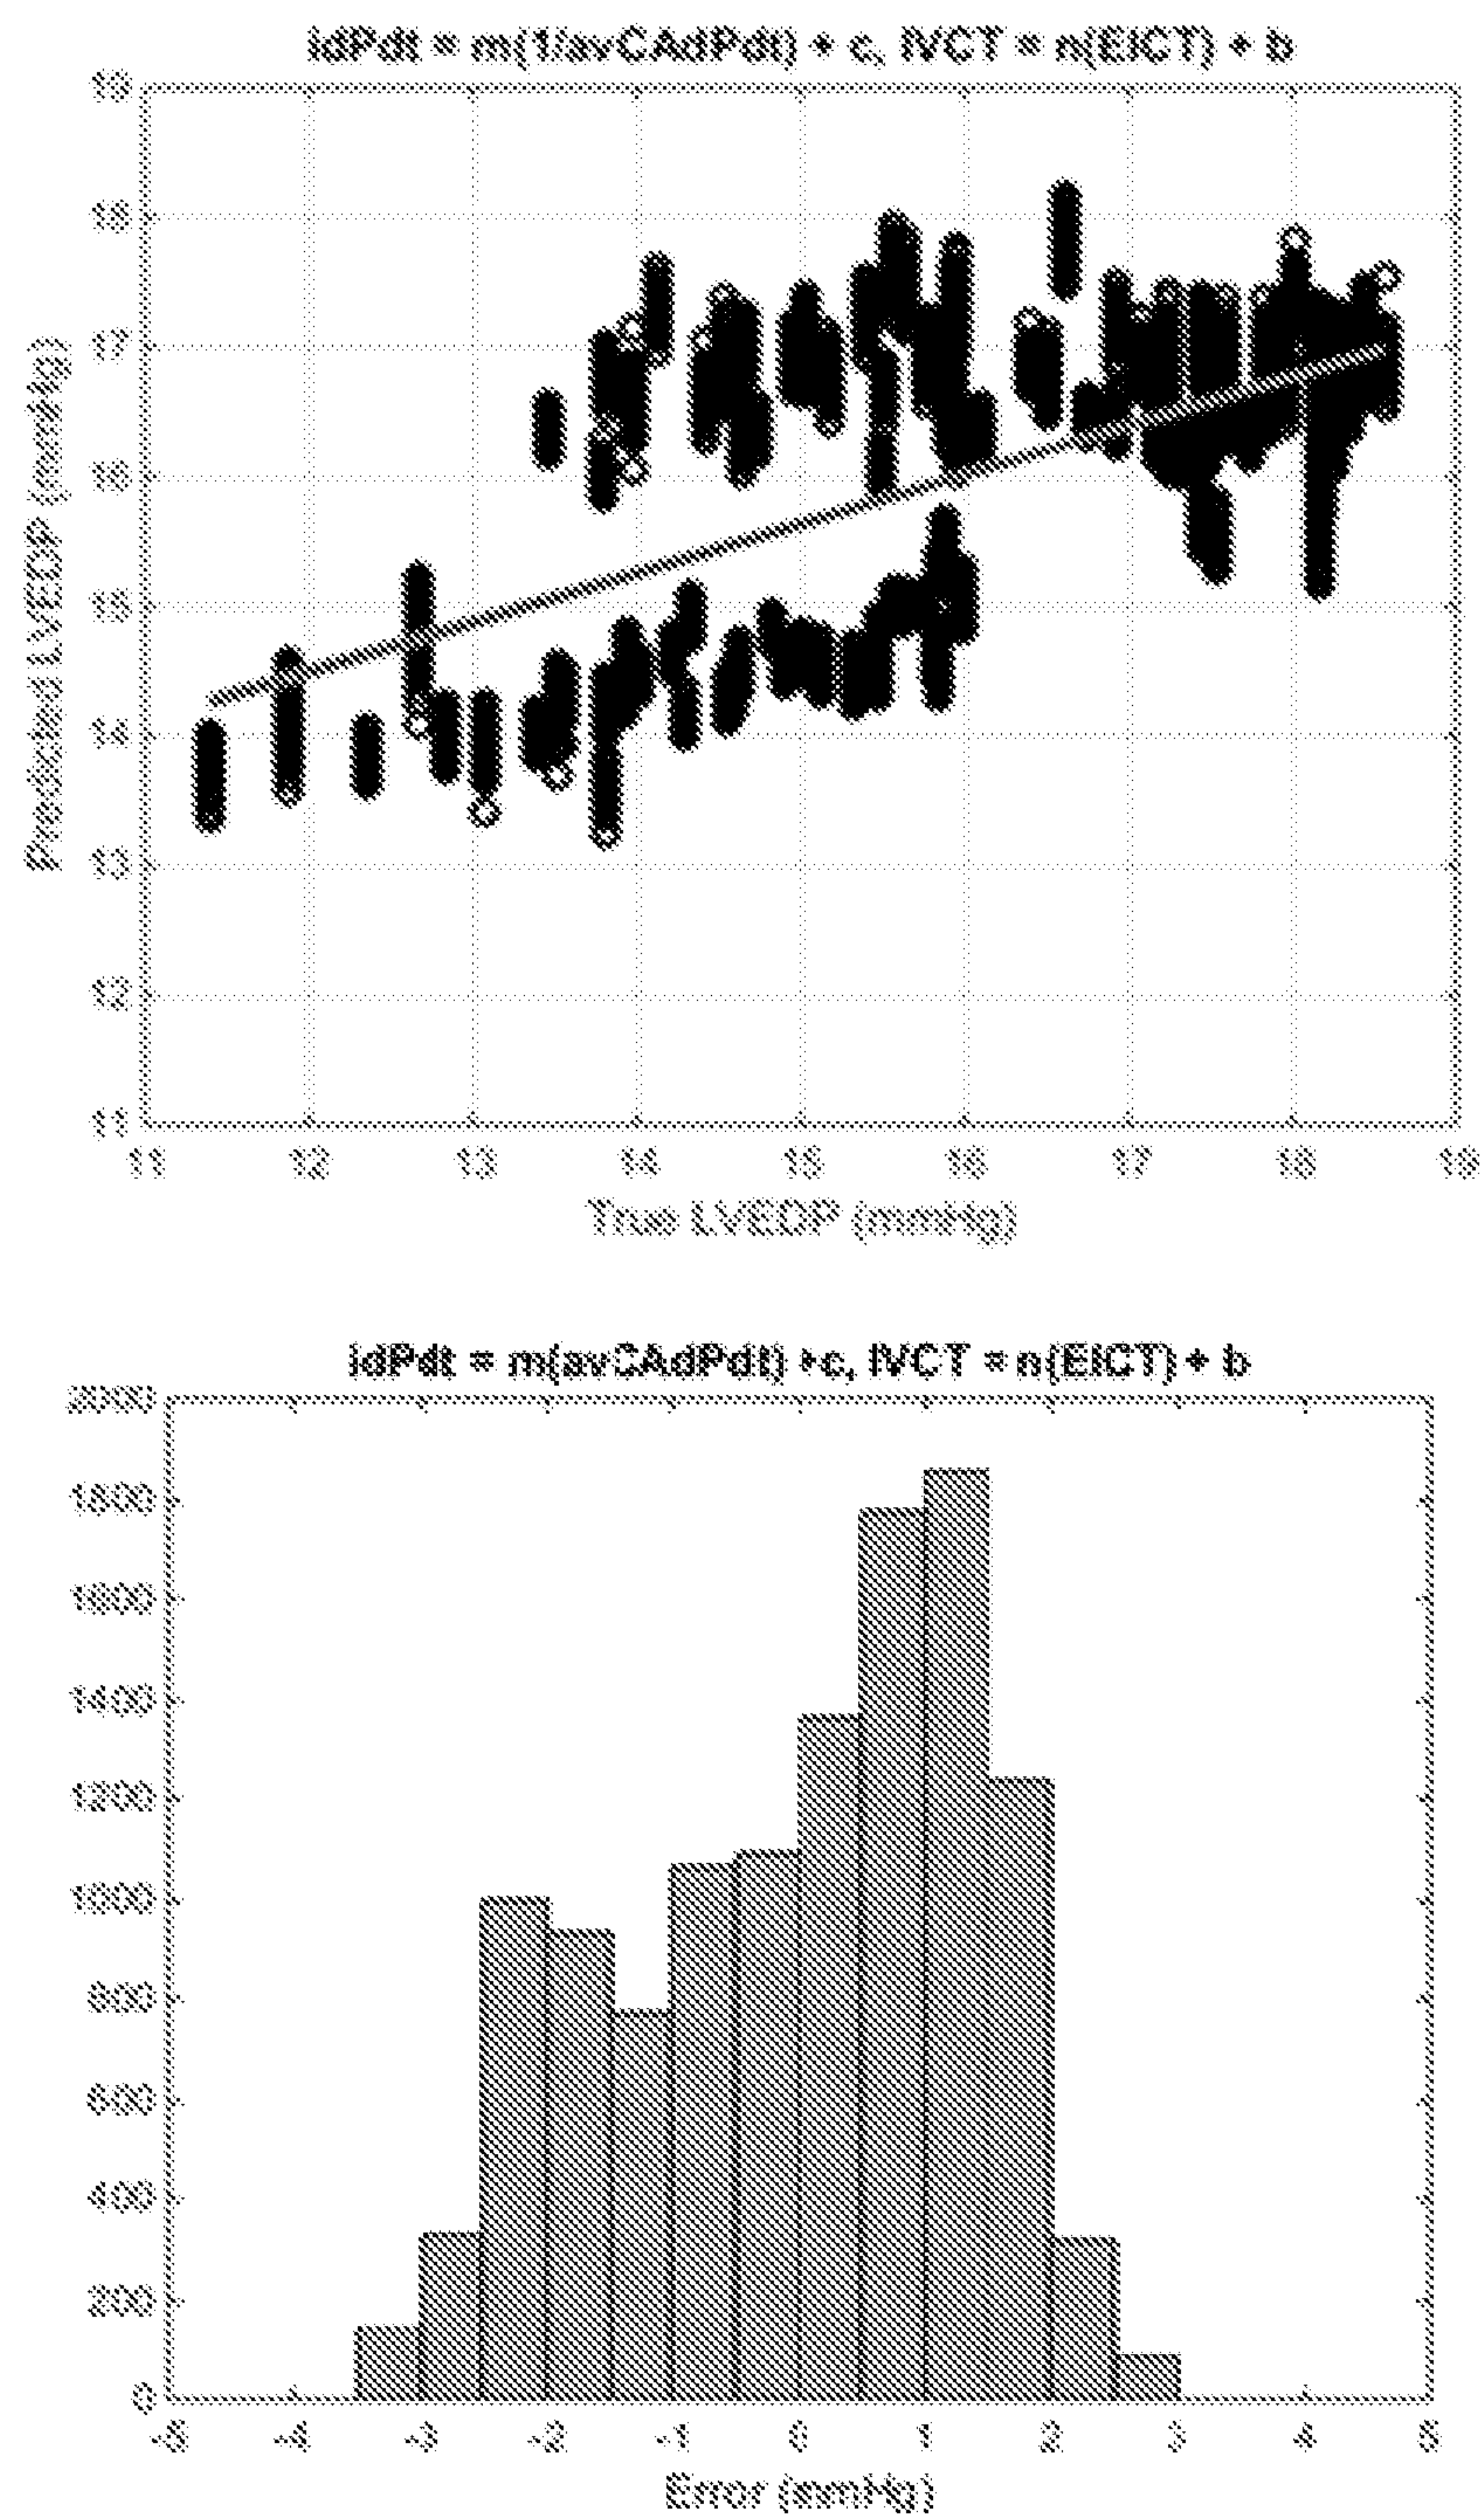 idPdt = m(1/avCAdPdt) + c, IVCT = n(EICT) + b
19
18
17
16
15
14
13
12
11
Predicted LVEDP (mmHg)
11 12 13 14 15 16 17 18 19
True LVEDP (mmHg)
idPdt = m(avCAdPdt) +c, IVCT = n(EICT) + b
2000
1800
1600
1400
1200
1000
800
600
400
200
0
-5 -4 -3 -2 -1 0 1 2 3 4 5
Error (mmHg)